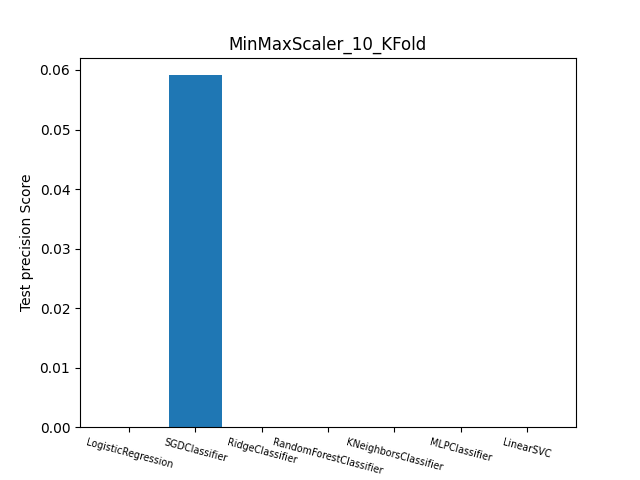 MinMaxScaler_10_KFold
Test precision Score
0.06
0.05
0.04
0.03
0.02
0.01
0.00
LogisticRegression
SGDClassifier
RidgeClassifier
RandomForestClassifier
KNeighborsClassifier
MLPClassifier
LinearSVC